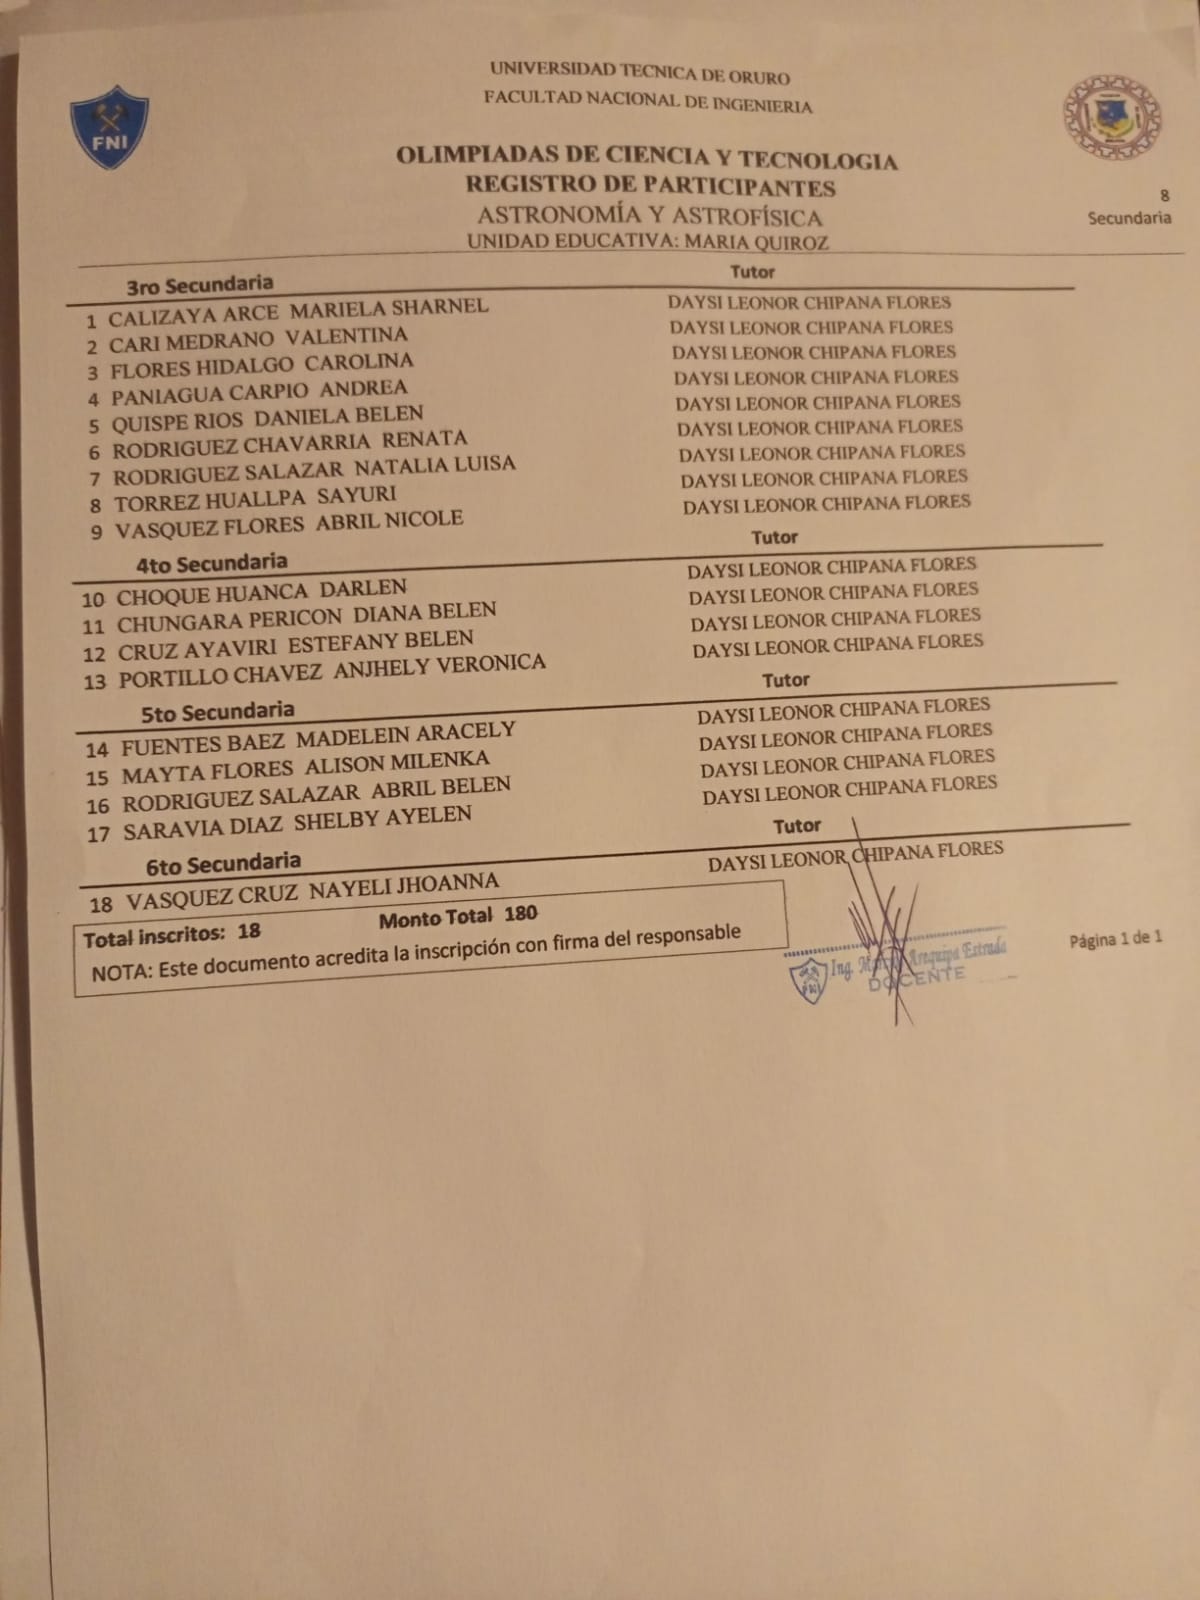 UNIVERSIDAD TECNICA DE ORURO
FACULTAD NACIONAL DE INGENIERIA
FNI
OLIMPIADAS DE CIENCIA Y TECNOLOGIA
REGISTRO DE PARTICIPANTES
ASTRONOMÍA Y ASTROFÍSICA
UNIDAD EDUCATIVA: MARIA QUIROZ
8
Secundaria
3ro Secundaria Tutor
1 CALIZAYA ARCE MARIELA SHARNEL DAYSI LEONOR CHIPANA FLORES
2 CARI MEDRANO VALENTINA DAYSI LEONOR CHIPANA FLORES
3 FLORES HIDALGO CAROLINA DAYSI LEONOR CHIPANA FLORES
4 PANIAGUA CARPIO ANDREA DAYSI LEONOR CHIPANA FLORES
5 QUISPE RIOS DANIELA BELEN DAYSI LEONOR CHIPANA FLORES
6 RODRIGUEZ CHAVARRIA RENATA DAYSI LEONOR CHIPANA FLORES
7 RODRIGUEZ SALAZAR NATALIA LUISA DAYSI LEONOR CHIPANA FLORES
8 TORREZ HUALLPA SAYURI DAYSI LEONOR CHIPANA FLORES
9 VASQUEZ FLORES ABRIL NICOLE DAYSI LEONOR CHIPANA FLORES
4to Secundaria Tutor
10 CHOQUE HUANCA DARLEN DAYSI LEONOR CHIPANA FLORES
11 CHUNGARA PERICON DIANA BELEN DAYSI LEONOR CHIPANA FLORES
12 CRUZ AYAVIRI ESTEFANY BELEN DAYSI LEONOR CHIPANA FLORES
13 PORTILLO CHAVEZ ANJHELY VERONICA DAYSI LEONOR CHIPANA FLORES
5to Secundaria Tutor
14 FUENTES BAEZ MADELEIN ARACELY DAYSI LEONOR CHIPANA FLORES
15 MAYTA FLORES ALISON MILENKA DAYSI LEONOR CHIPANA FLORES
16 RODRIGUEZ SALAZAR ABRIL BELEN DAYSI LEONOR CHIPANA FLORES
17 SARAVIA DIAZ SHELBY AYELEN DAYSI LEONOR CHIPANA FLORES
6to Secundaria Tutor
18 VASQUEZ CRUZ NAYELI JHOANNA DAYSI LEONOR CHIPANA FLORES
Total inscritos: 18 Monto Total 180
NOTA: Este documento acredita la inscripción con firma del responsable
Página 1 de 1
Ing. Arequipa Estrada
FNI DOCENTE